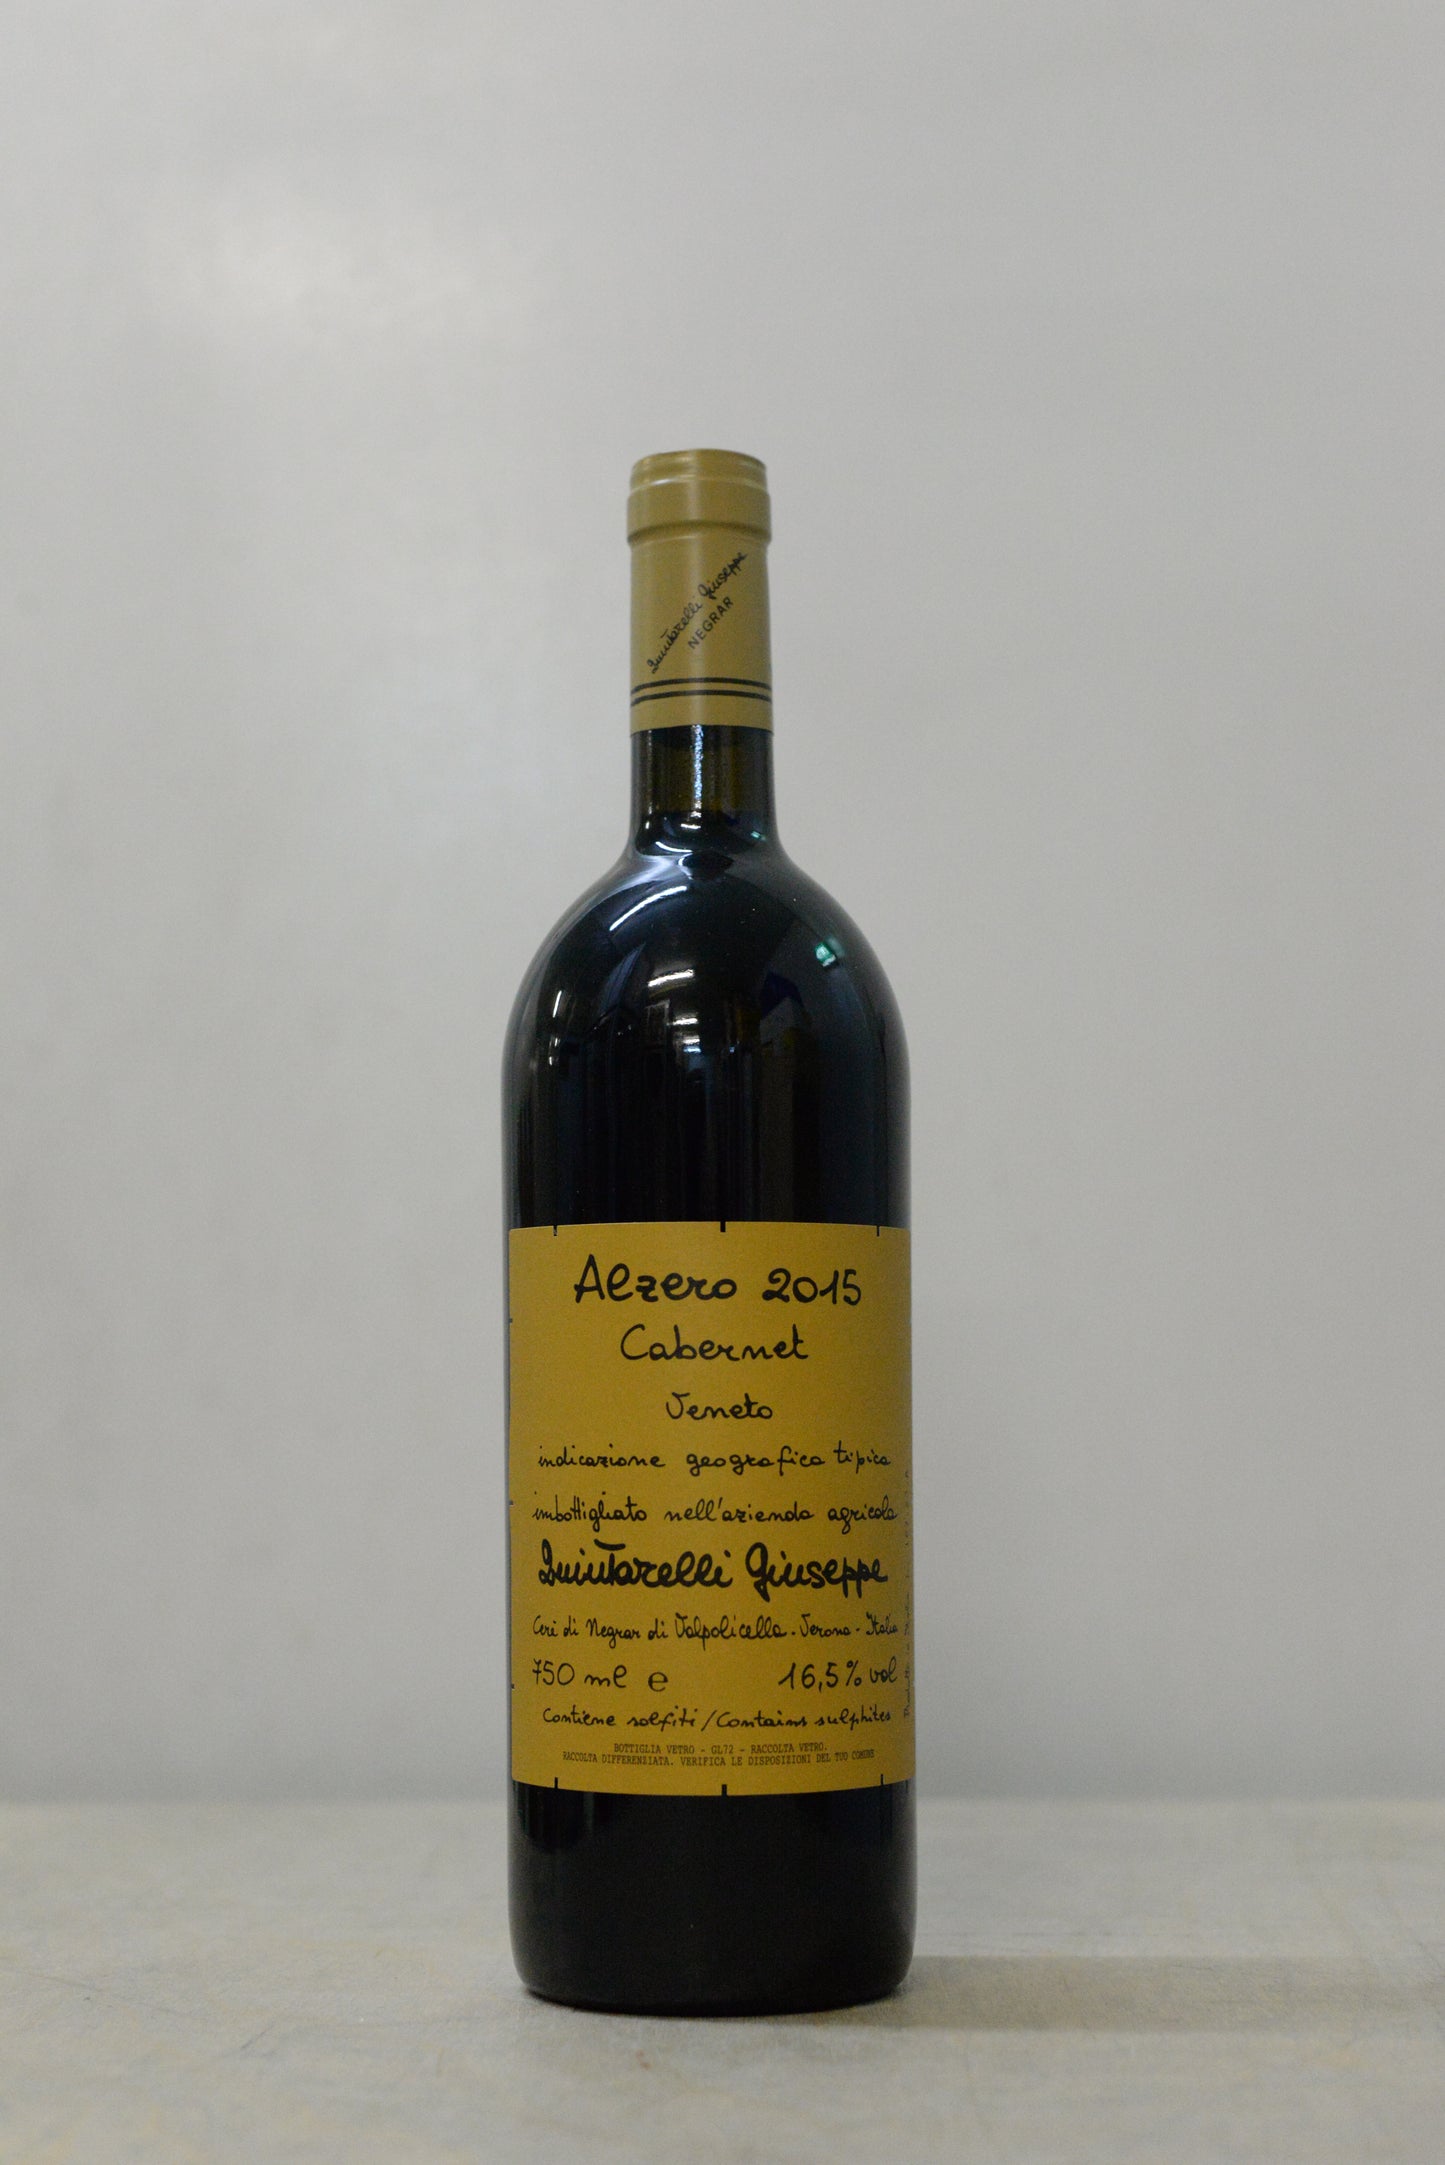 Quintarelli Giuseppe
NEGRAR
Alzero 2015
Cabernet
Veneto
indicazione geografica tipica
imbottigliato nell'azienda agricola
Quintarelli Giuseppe
Cerè di Negrar di Valpolicella - Verona - Italia
750 ml e 16,5% vol
Contiene solfiti / Contains sulphites
BOTTIGLIA VETRO - GL72 - RACCOLTA VETRO.
RACCOLTA DIFFERENZIATA. VERIFICA LE DISPOSIZIONI DEL TUO COMUNE